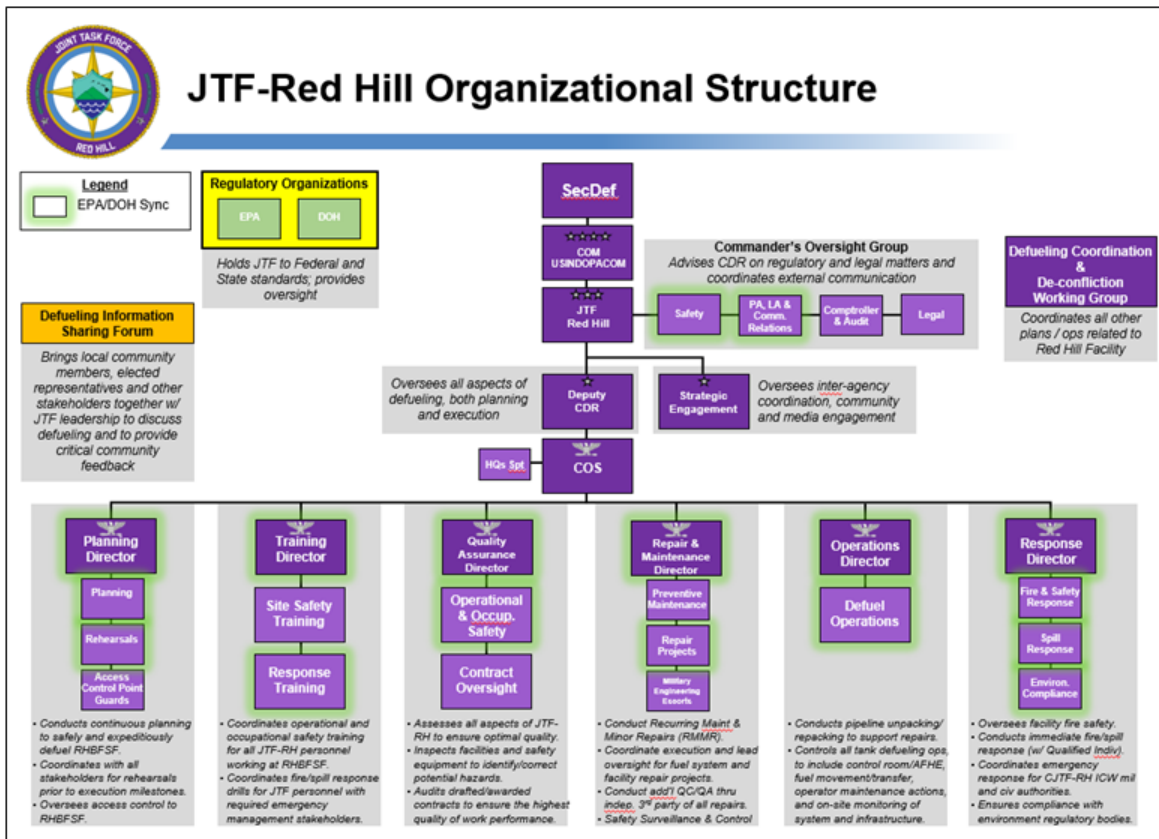 JOINT TASK FORCE
RED HILL
JTF-Red Hill Organizational Structure
Legend
EPA/DOH Sync
Regulatory Organizations
EPA
DOH
Holds JTF to Federal and
State standards; provides
oversight
Defueling Information
Sharing Forum
Brings local community
members, elected
representatives and other
stakeholders together w/
JTF leadership to discuss
defueling and to provide
critical community
feedback
SecDef
COM
USINDOPACOM
JTF
Red Hill
Commander's Oversight Group
Advises CDR on regulatory and legal matters and
coordinates external communication
Safety
PA, LA &
Comm.
Relations
Comptroller
& Audit
Legal
Defueling Coordination
&
De-confliction
Working Group
Coordinates all other
plans / ops related to
Red Hill Facility
Oversees all aspects of
defueling, both planning
and execution
Deputy
CDR
Strategic
Engagement
Oversees inter-agency
coordination, community
and media engagement
HQs Spt
COS
Planning
Director
Planning
Rehearsals
Access
Control Point
Guards
• Conducts continuous planning
to safely and expeditiously
defuel RHBFSF.
• Coordinates with all
stakeholders for rehearsals
prior to execution milestones.
• Oversees access control to
RHBFSF.
Training
Director
Site Safety
Training
Response
Training
• Coordinates operational and
occupational safety training
for all JTF-RH personnel
working at RHBFSF.
• Coordinates fire/spill response
drills for JTF personnel with
required emergency
management stakeholders.
Quality
Assurance
Director
Operational
& Occup.
Safety
Contract
Oversight
• Assesses all aspects of JTF-
RH to ensure optimal quality.
• Inspects facilities and safety
equipment to identify/correct
potential hazards.
• Audits drafted/awarded
contracts to ensure the highest
quality of work performance.
Repair &
Maintenance
Director
Preventive
Maintenance
Repair
Projects
Military
Engineering
Escorts
• Conduct Recurring Maint &
Minor Repairs (RMMR).
• Coordinate execution and lead
oversight for fuel system and
facility repair projects.
• Conduct add'l QC/QA thru
indep. 3rd party of all repairs.
• Safety Surveillance & Control
Operations
Director
Defuel
Operations
• Conducts pipeline unpacking/
repacking to support repairs.
• Controls all tank defueling ops,
to include control room/AFHE,
fuel movement/transfer,
operator maintenance actions,
and on-site monitoring of
system and infrastructure.
Response
Director
Fire & Safety
Response
Spill
Response
Environ.
Compliance
• Oversees facility fire safety.
• Conducts immediate fire/spill
response (w/ Qualified Indiv).
• Coordinates emergency
response for CJTF-RH ICW mil
and civ authorities.
• Ensures compliance with
environment regulatory bodies.